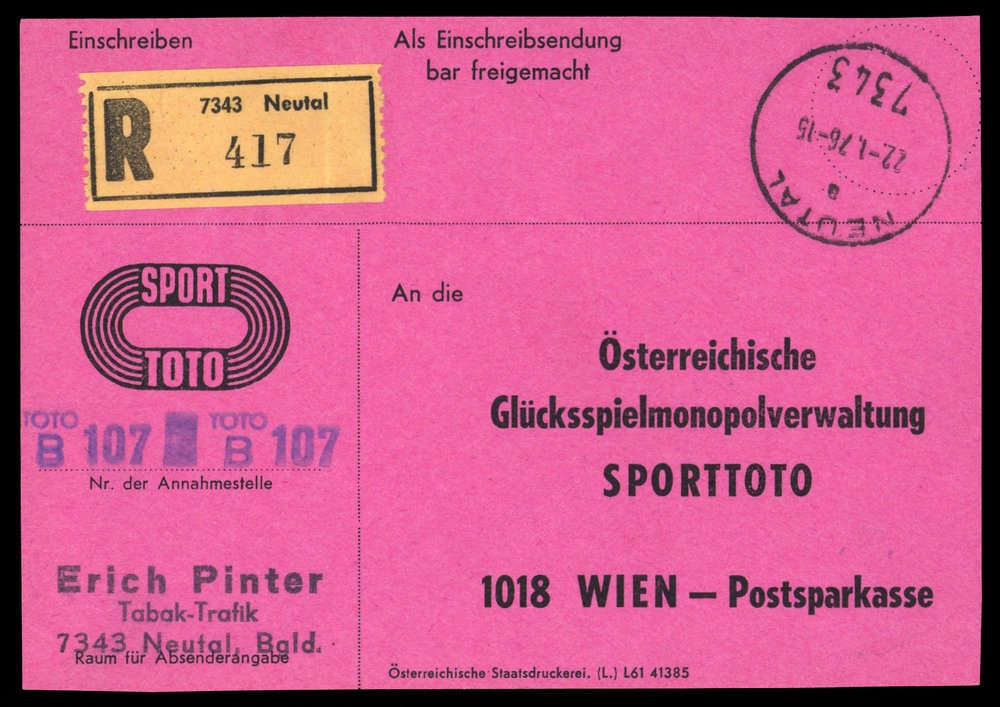 Einschreiben
Als Einschreibsendung
bar freigemacht
R
7343 Neutal
417
7343
22.-1.76-15
a
NEUTAL
SPORT
TOTO
TOTO
B 107
TOTO
B 107
Nr. der Annahmestelle
Erich Pinter
Tabak-Trafik
7343 Neutal, Bgld.
Raum für Absenderangabe
An die
Österreichische
Glücksspielmonopolverwaltung
SPORTTOTO
1018 WIEN — Postsparkasse
Österreichische Staatsdruckerei. (L.) L61 41385